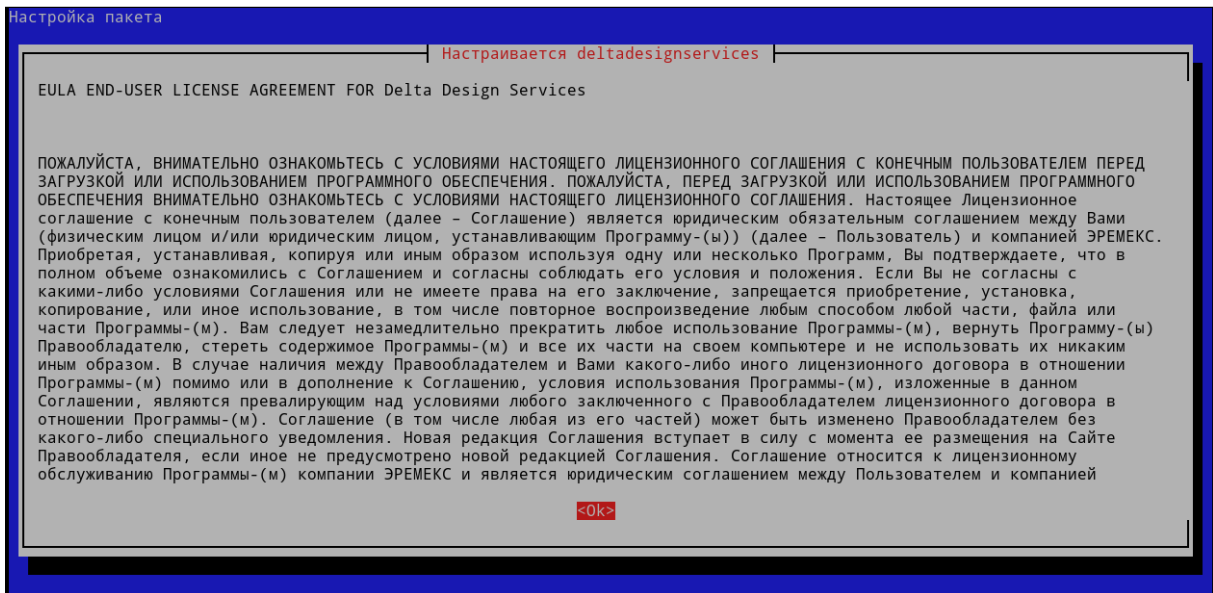 Настройка пакета
Настраивается deltadesignservices
EULA END-USER LICENSE AGREEMENT FOR Delta Design Services
ПОЖАЛУЙСТА, ВНИМАТЕЛЬНО ОЗНАКОМЬТЕСЬ С УСЛОВИЯМИ НАСТОЯЩЕГО ЛИЦЕНЗИОННОГО СОГЛАШЕНИЯ С КОНЕЧНЫМ ПОЛЬЗОВАТЕЛЕМ ПЕРЕД
ЗАГРУЗКОЙ ИЛИ ИСПОЛЬЗОВАНИЕМ ПРОГРАММНОГО ОБЕСПЕЧЕНИЯ. ПОЖАЛУЙСТА, ПЕРЕД ЗАГРУЗКОЙ ИЛИ ИСПОЛЬЗОВАНИЕМ ПРОГРАММНОГО
ОБЕСПЕЧЕНИЯ ВНИМАТЕЛЬНО ОЗНАКОМЬТЕСЬ С УСЛОВИЯМИ НАСТОЯЩЕГО ЛИЦЕНЗИОННОГО СОГЛАШЕНИЯ. Настоящее Лицензионное
соглашение с конечным пользователем (далее – Соглашение) является юридическим обязательным соглашением между Вами
(физическим лицом и/или юридическим лицом, устанавливающим Программу-(ы)) (далее – Пользователь) и компанией ЭРЕМЕКС.
Приобретая, устанавливая, копируя или иным образом используя одну или несколько Программ, Вы подтверждаете, что в
полном объеме ознакомились с Соглашением и согласны соблюдать его условия и положения. Если Вы не согласны с
какими-либо условиями Соглашения или не имеете права на его заключение, запрещается приобретение, установка,
копирование, или иное использование, в том числе повторное воспроизведение любым способом любой части, файла или
части Программы-(м). Вам следует незамедлительно прекратить любое использование Программы-(м), вернуть Программу-(ы)
Правообладателю, стереть содержимое Программы-(м) и все их части на своем компьютере и не использовать их никаким
иным образом. В случае наличия между Правообладателем и Вами какого-либо иного лицензионного договора в отношении
Программы-(м) помимо или в дополнение к Соглашению, условия использования Программы-(м), изложенные в данном
Соглашении, являются превалирующим над условиями любого заключенного с Правообладателем лицензионного договора в
отношении Программы-(м). Соглашение (в том числе любая из его частей) может быть изменено Правообладателем без
какого-либо специального уведомления. Новая редакция Соглашения вступает в силу с момента ее размещения на Сайте
Правообладателя, если иное не предусмотрено новой редакцией Соглашения. Соглашение относится к лицензионному
обслуживанию Программы-(м) компании ЭРЕМЕКС и является юридическим соглашением между Пользователем и компанией
<Ok>